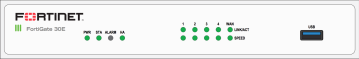 FORTINET
FortiGate 30E
PWR STA ALARM HA
1 2 3 4 WAN
LINK/ACT
SPEED
USB